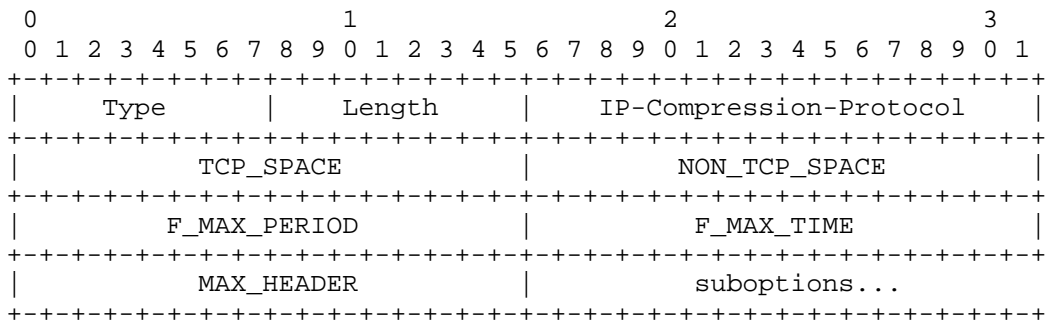 0                   1                   2                   3
 0 1 2 3 4 5 6 7 8 9 0 1 2 3 4 5 6 7 8 9 0 1 2 3 4 5 6 7 8 9 0 1
+-+-+-+-+-+-+-+-+-+-+-+-+-+-+-+-+-+-+-+-+-+-+-+-+-+-+-+-+-+-+-+-+
|     Type      |    Length     |    IP-Compression-Protocol    |
+-+-+-+-+-+-+-+-+-+-+-+-+-+-+-+-+-+-+-+-+-+-+-+-+-+-+-+-+-+-+-+-+
|           TCP_SPACE           |         NON_TCP_SPACE         |
+-+-+-+-+-+-+-+-+-+-+-+-+-+-+-+-+-+-+-+-+-+-+-+-+-+-+-+-+-+-+-+-+
|         F_MAX_PERIOD          |          F_MAX_TIME           |
+-+-+-+-+-+-+-+-+-+-+-+-+-+-+-+-+-+-+-+-+-+-+-+-+-+-+-+-+-+-+-+-+
|           MAX_HEADER          |          suboptions...
+-+-+-+-+-+-+-+-+-+-+-+-+-+-+-+-+-+-+-+-+-+-+-+-+-+-+-+-+-+-+-+-+